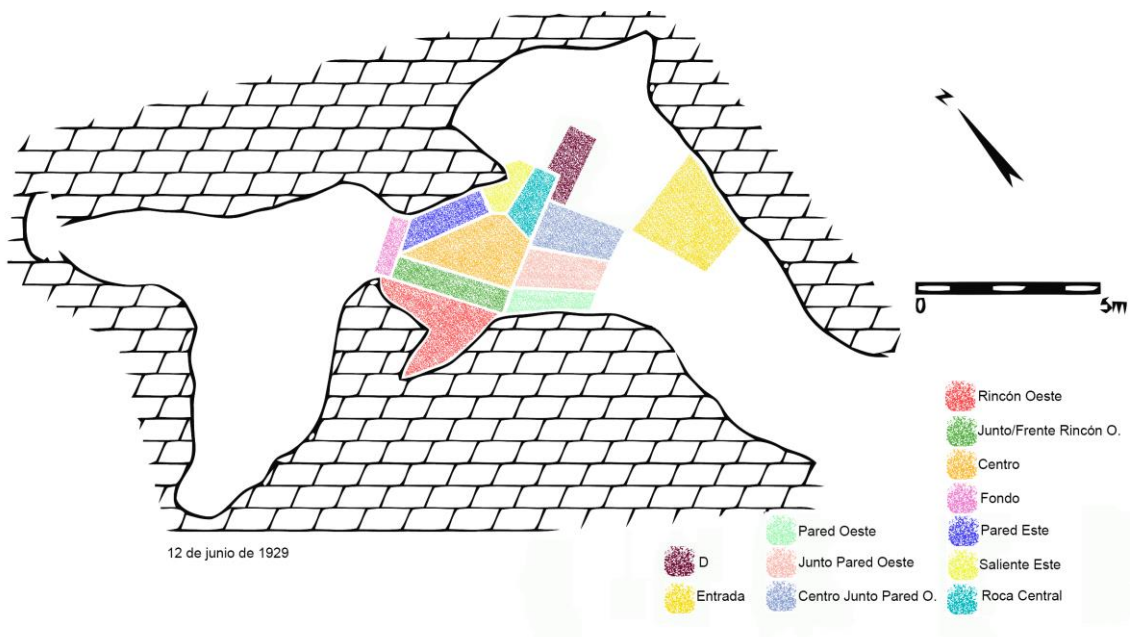 N
0 5m
Rincón Oeste
Junto/Frente Rincón O.
Centro
Fondo
Pared Este
Saliente Este
Roca Central
Pared Oeste
Junto Pared Oeste
Centro Junto Pared O.
D
Entrada
12 de junio de 1929